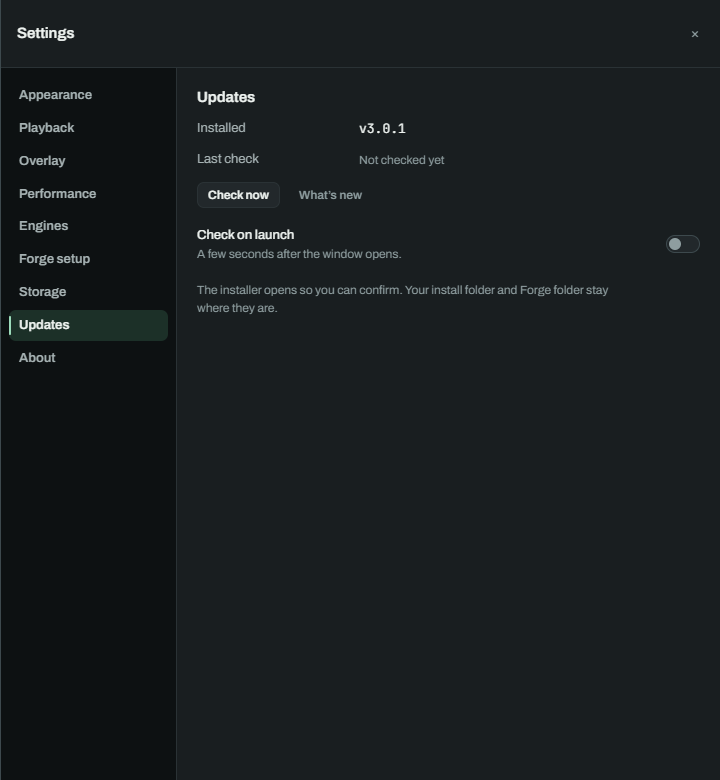 Settings
×
Appearance
Playback
Overlay
Performance
Engines
Forge setup
Storage
Updates
About
Updates
Installed v3.0.1
Last check Not checked yet
Check now What's new
Check on launch
A few seconds after the window opens.
The installer opens so you can confirm. Your install folder and Forge folder stay
where they are.